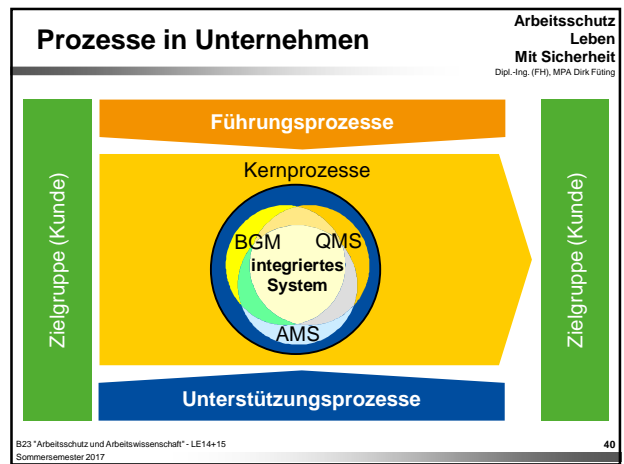 Prozesse in Unternehmen
Arbeitsschutz
Leben
Mit Sicherheit
Dipl.-Ing. (FH), MPA Dirk Füting
Zielgruppe (Kunde)
Führungsprozesse
Kernprozesse
BGM QMS
integriertes
System
AMS
Unterstützungsprozesse
Zielgruppe (Kunde)
B23 "Arbeitsschutz und Arbeitswissenschaft" - LE14+15
Sommersemester 2017
40